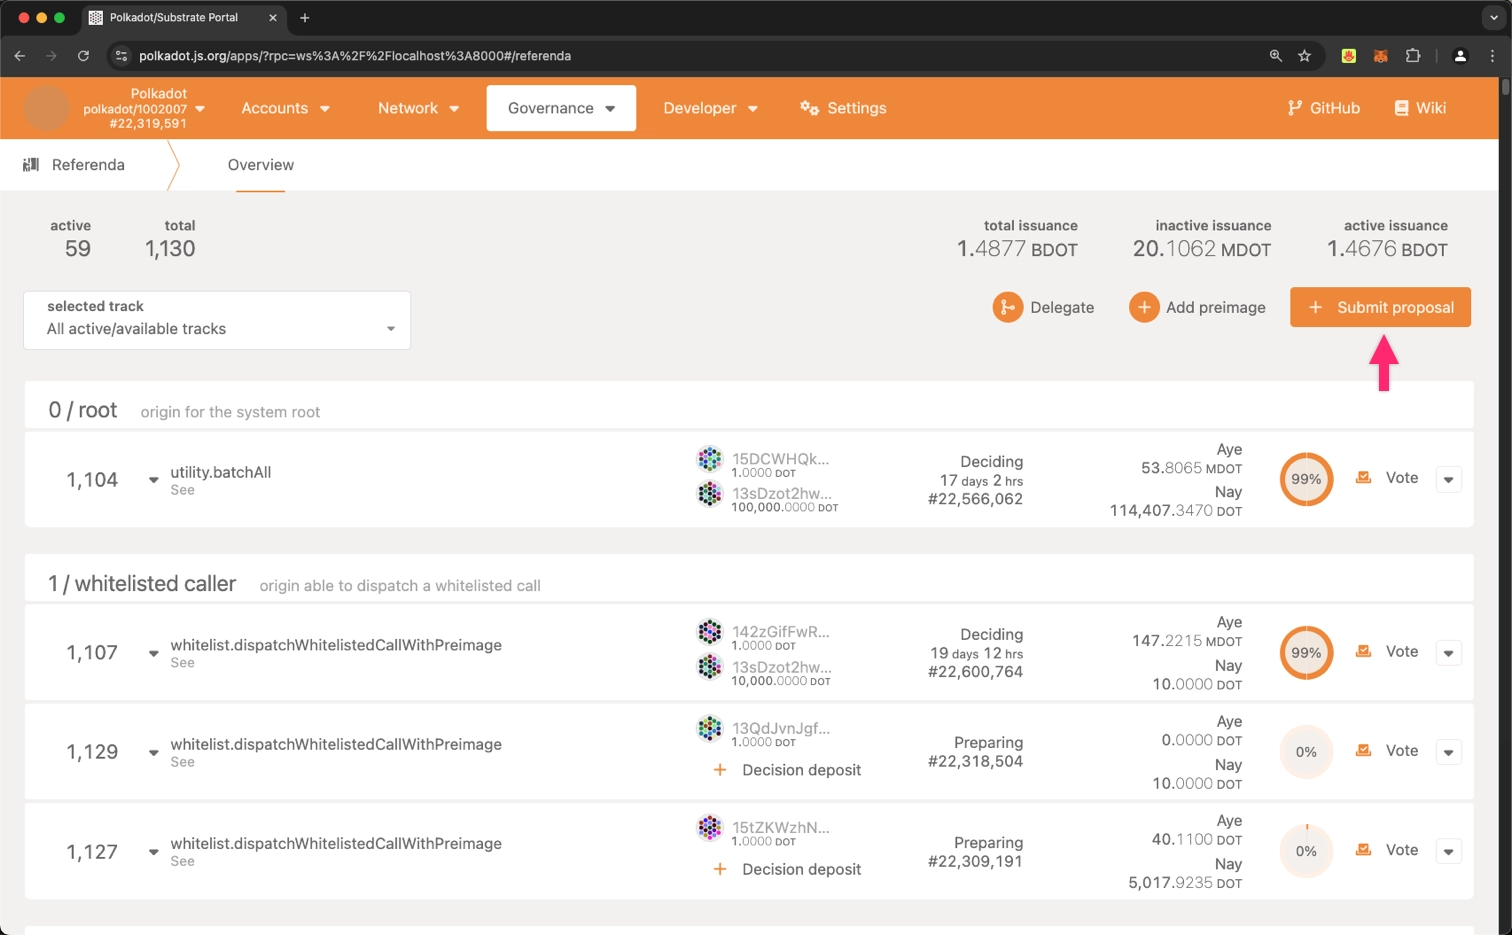 Polkadot/Substrate Portal
polkadot.js.org/apps/?rpc=ws%3A%2F%2Flocalhost%3A8000#/referenda
Polkadot
polkadot/1002007
#22,319,591
Accounts
Network
Governance
Developer
Settings
GitHub
Wiki
Referenda
Overview
active
59
total
1,130
total issuance
1.4877 BDOT
inactive issuance
20.1062 MDOT
active issuance
1.4676 BDOT
selected track
All active/available tracks
Delegate
Add preimage
Submit proposal
0 / root origin for the system root
1,104
utility.batchAll
See
15DCWHQk...
1.0000 DOT
13sDzot2hw...
100,000.0000 DOT
Deciding
17 days 2 hrs
#22,566,062
Aye
53.8065 MDOT
Nay
114,407.3470 DOT
99%
Vote
1 / whitelisted caller origin able to dispatch a whitelisted call
1,107
whitelist.dispatchWhitelistedCallWithPreimage
See
142zGifFwR...
1.0000 DOT
13sDzot2hw...
10,000.0000 DOT
Deciding
19 days 12 hrs
#22,600,764
Aye
147.2215 MDOT
Nay
10.0000 DOT
99%
Vote
1,129
whitelist.dispatchWhitelistedCallWithPreimage
See
13QdJvnJgf...
1.0000 DOT
Decision deposit
Preparing
#22,318,504
Aye
0.0000 DOT
Nay
10.0000 DOT
0%
Vote
1,127
whitelist.dispatchWhitelistedCallWithPreimage
See
15tZKWzhN...
1.0000 DOT
Decision deposit
Preparing
#22,309,191
Aye
40.1100 DOT
Nay
5,017.9235 DOT
0%
Vote